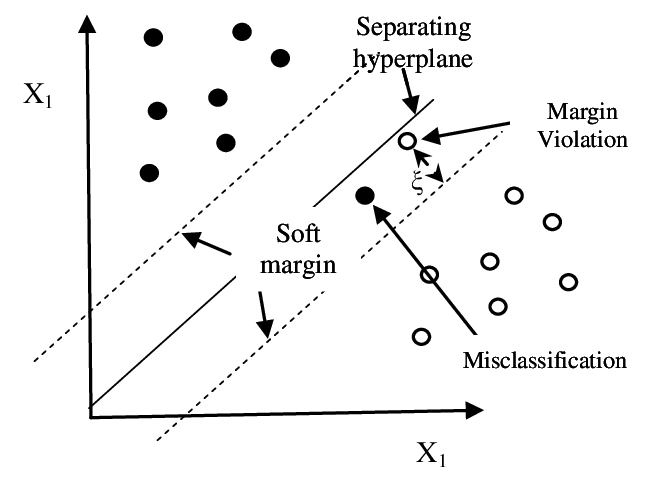 Separating
hyperplane
X₁
Margin
Violation
ξ
Soft
margin
Misclassification
X₁